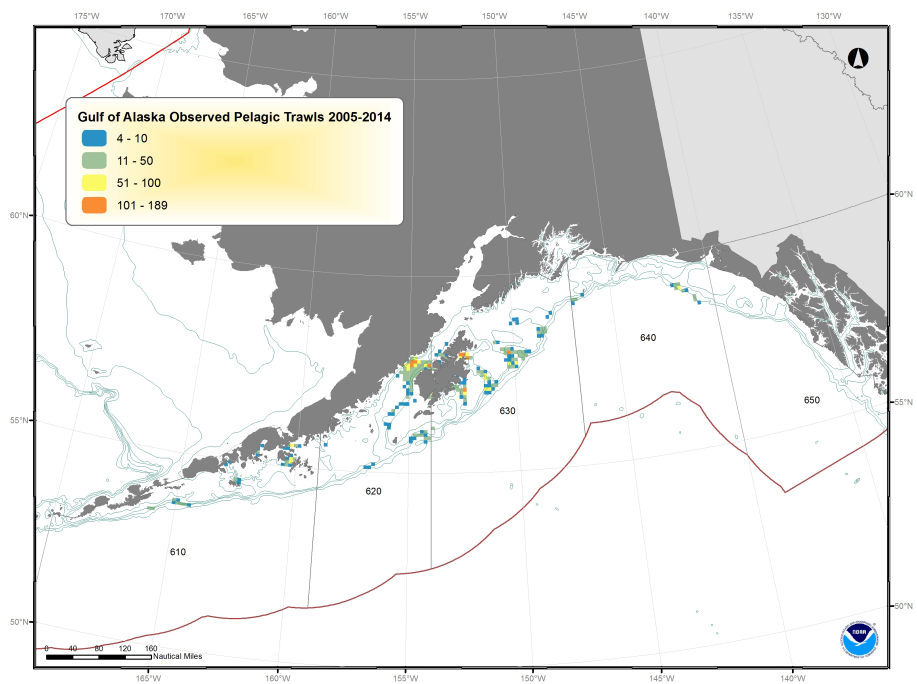 175°W 170°W 165°W 160°W 155°W 150°W 145°W 140°W 135°W 130°W
Gulf of Alaska Observed Pelagic Trawls 2005-2014
4 - 10
11 - 50
51 - 100
101 - 189
60°N 60°N
640
650
630
55°N 55°N
620
610
50°N 50°N
NOAA
0 40 80 120 160
Nautical Miles
165°W 160°W 155°W 150°W 145°W 140°W